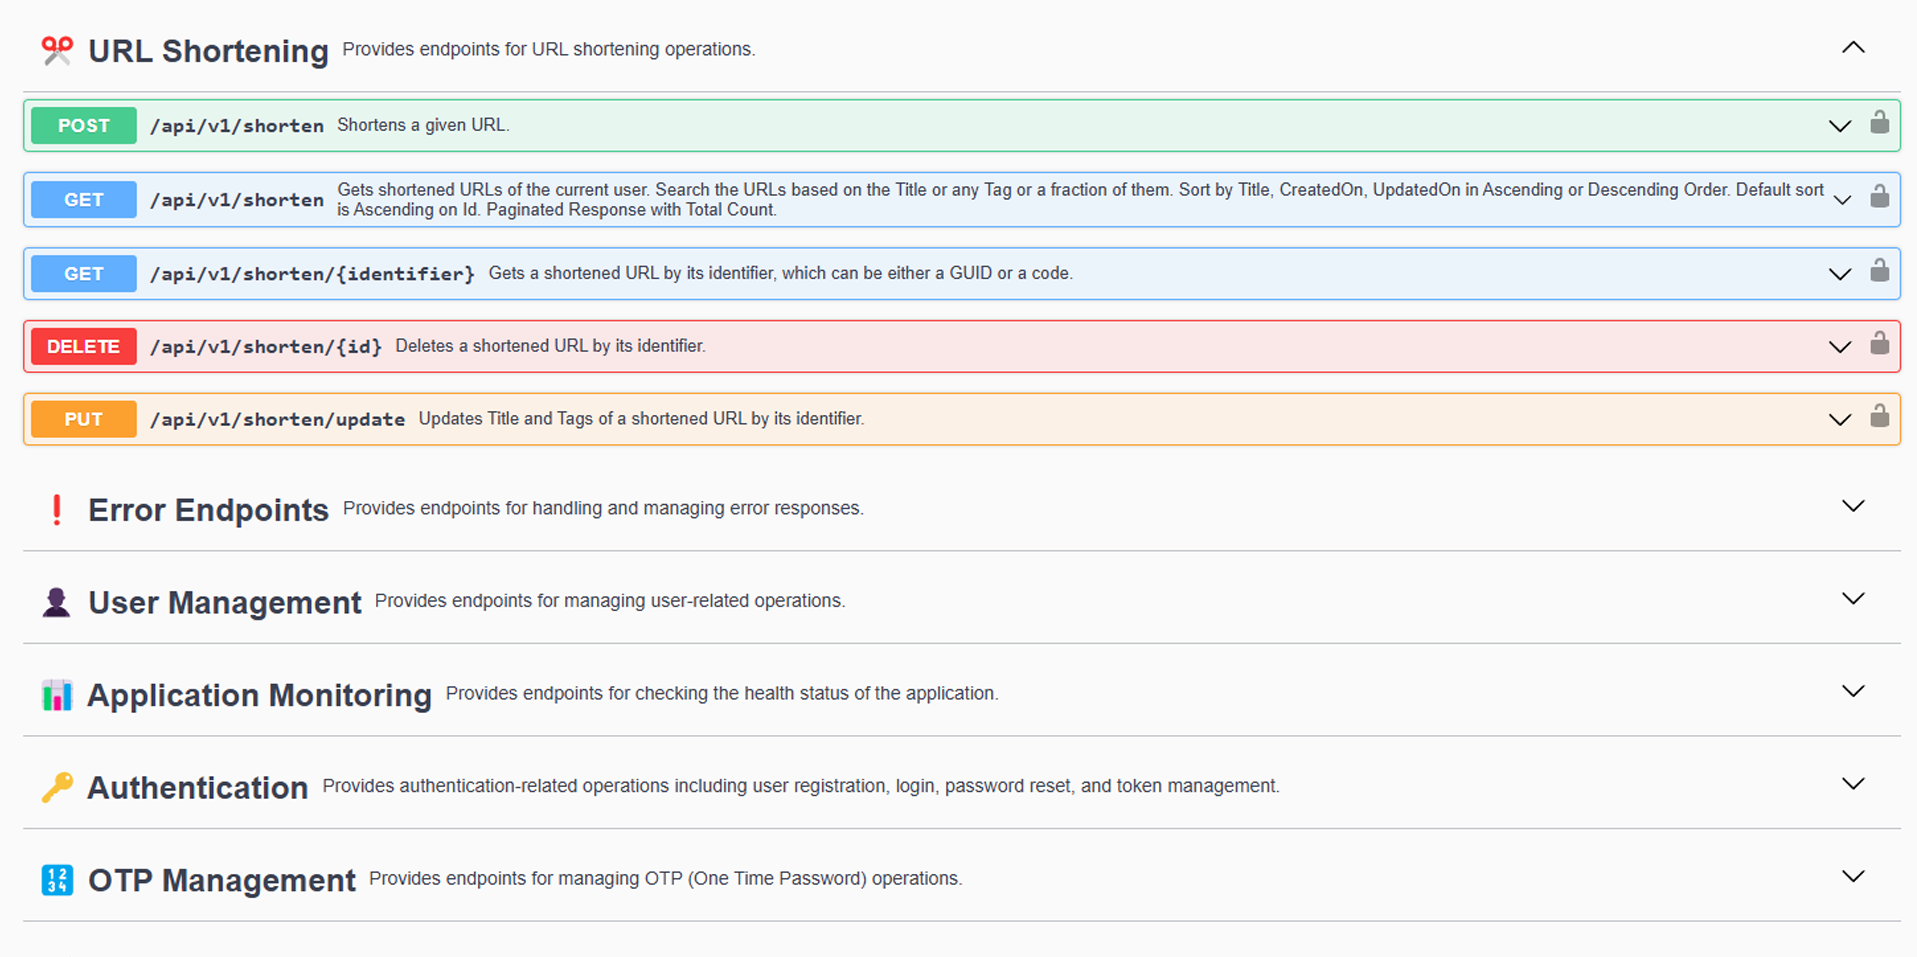 URL Shortening Provides endpoints for URL shortening operations.
POST /api/v1/shorten Shortens a given URL.
GET /api/v1/shorten Gets shortened URLs of the current user. Search the URLs based on the Title or any Tag or a fraction of them. Sort by Title, CreatedOn, UpdatedOn in Ascending or Descending Order. Default sort
is Ascending on Id. Paginated Response with Total Count.
GET /api/v1/shorten/{identifier} Gets a shortened URL by its identifier, which can be either a GUID or a code.
DELETE /api/v1/shorten/{id} Deletes a shortened URL by its identifier.
PUT /api/v1/shorten/update Updates Title and Tags of a shortened URL by its identifier.
Error Endpoints Provides endpoints for handling and managing error responses.
User Management Provides endpoints for managing user-related operations.
Application Monitoring Provides endpoints for checking the health status of the application.
Authentication Provides authentication-related operations including user registration, login, password reset, and token management.
OTP Management Provides endpoints for managing OTP (One Time Password) operations.